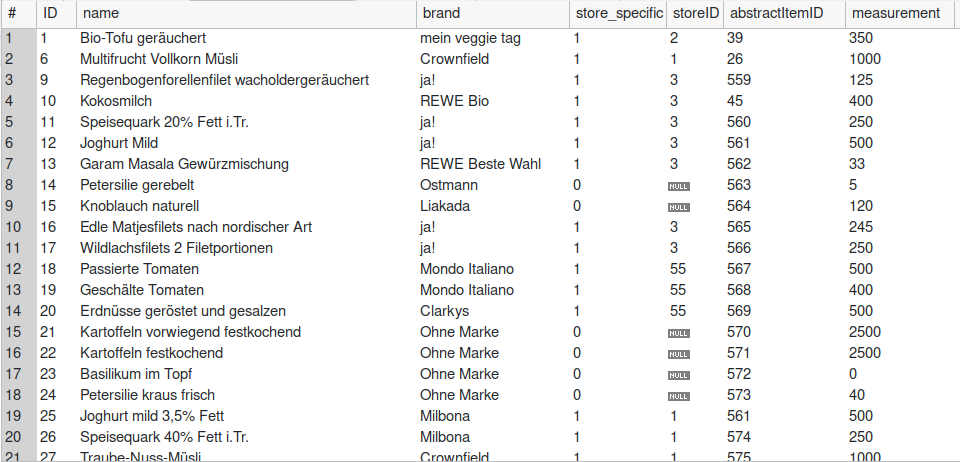 # ID name brand store_specific storeID abstractItemID measurement
1 1 Bio-Tofu geräuchert mein veggie tag 1 2 39 350
2 6 Multifrucht Vollkorn Müsli Crownfield 1 1 26 1000
3 9 Regenbogenforellenfilet wacholdergeräuchert ja! 1 3 559 125
4 10 Kokosmilch REWE Bio 1 3 45 400
5 11 Speisequark 20% Fett i.Tr. ja! 1 3 560 250
6 12 Joghurt Mild ja! 1 3 561 500
7 13 Garam Masala Gewürzmischung REWE Beste Wahl 1 3 562 33
8 14 Petersilie gerebelt Ostmann 0 NULL 563 5
9 15 Knoblauch naturell Liakada 0 NULL 564 120
10 16 Edle Matjesfilets nach nordischer Art ja! 1 3 565 245
11 17 Wildlachsfilets 2 Filetportionen ja! 1 3 566 250
12 18 Passierte Tomaten Mondo Italiano 1 55 567 500
13 19 Geschälte Tomaten Mondo Italiano 1 55 568 400
14 20 Erdnüsse geröstet und gesalzen Clarkys 1 55 569 500
15 21 Kartoffeln vorwiegend festkochend Ohne Marke 0 NULL 570 2500
16 22 Kartoffeln festkochend Ohne Marke 0 NULL 571 2500
17 23 Basilikum im Topf Ohne Marke 0 NULL 572 0
18 24 Petersilie kraus frisch Ohne Marke 0 NULL 573 40
19 25 Joghurt mild 3,5% Fett Milbona 1 1 561 500
20 26 Speisequark 40% Fett i.Tr. Milbona 1 1 574 250
21 27 Traube-Nuss-Müsli Crownfield 1 1 575 1000